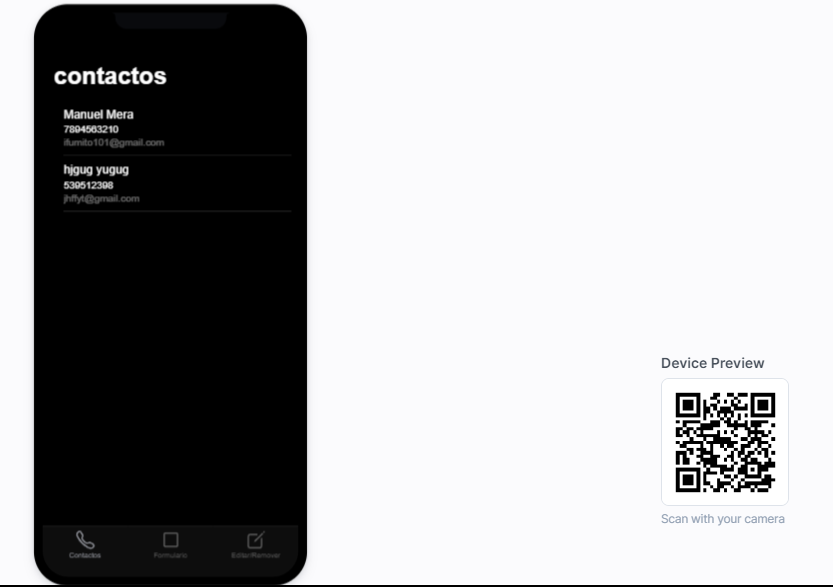 contactos
Manuel Mera
7894563210
ifumito101@gmail.com
hjgug yugug
539512398
jhffyt@gmail.com
Contactos
Formulario
Editar/Remover
Device Preview
Scan with your camera